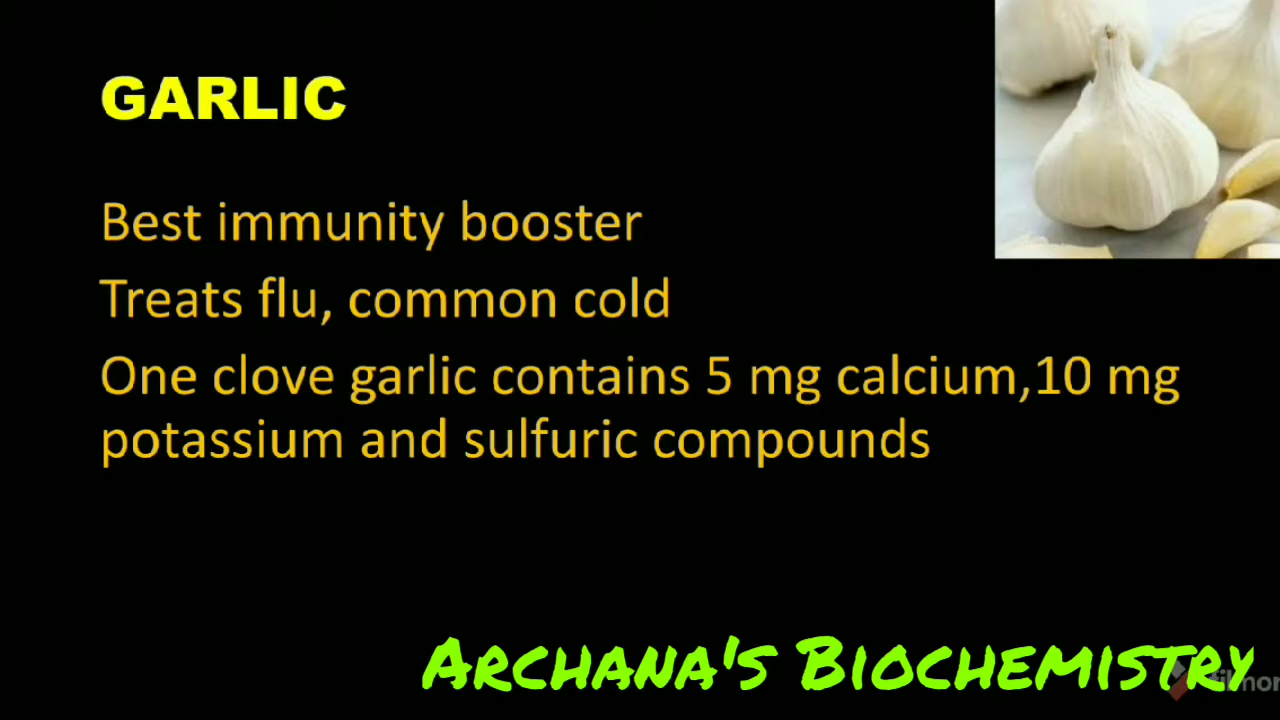 GARLIC
Best immunity booster
Treats flu, common cold
One clove garlic contains 5 mg calcium,10 mg
potassium and sulfuric compounds
ARCHANA'S BIOCHEMISTRY